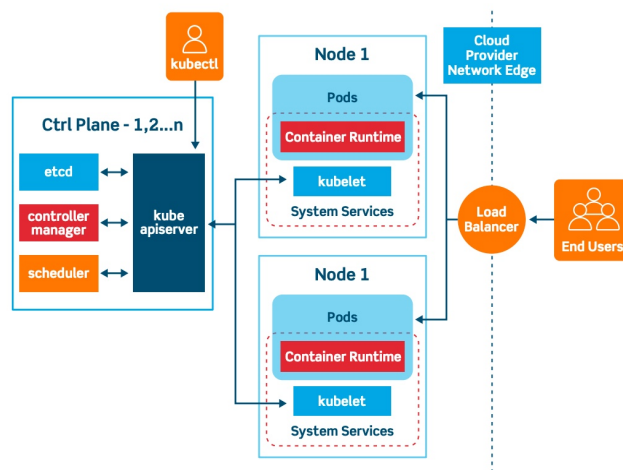 kubectl
Ctrl Plane - 1,2...n
etcd
controller
manager
scheduler
kube
apiserver
Node 1
Pods
Container Runtime
kubelet
System Services
Node 1
Pods
Container Runtime
kubelet
System Services
Cloud
Provider
Network Edge
Load
Balancer
End Users